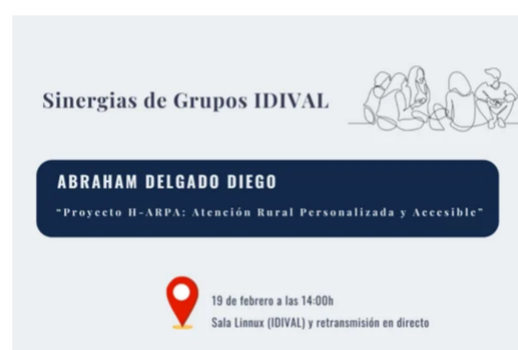 Sinergias de Grupos IDIVAL
ABRAHAM DELGADO DIEGO
“Proyecto H-ARPA: Atención Rural Personalizada y Accesible”
19 de febrero a las 14:00h
Sala Linnux (IDIVAL) y retransmisión en directo